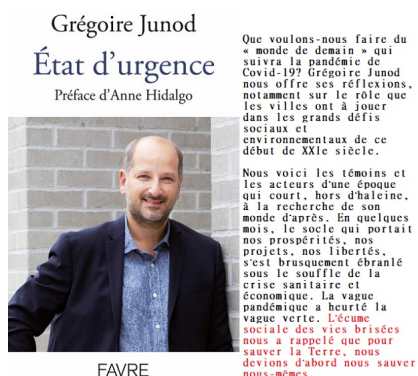 Grégoire Junod
État d'urgence
Préface d'Anne Hidalgo
FAVRE
Que voulons-nous faire du
« monde de demain » qui
suivra la pandémie de
Covid-19? Grégoire Junod
nous offre ses réflexions,
notamment sur le rôle que
les villes ont à jouer
dans les grands défis
sociaux et
environnementaux de ce
début de XXIe siècle.
Nous voici les témoins et
les acteurs d'une époque
qui court, hors d'haleine,
à la recherche de son
monde d'après. En quelques
mois, le socle qui portait
nos prospérités, nos
projets, nos libertés,
s'est brusquement ébranlé
sous le souffle de la
crise sanitaire et
économique. La vague
pandémique a heurté la
vague verte. L'écume
sociale des vies brisées
nous a rappelé que pour
sauver la Terre, nous
devions d'abord nous sauver
nous-mêmes.